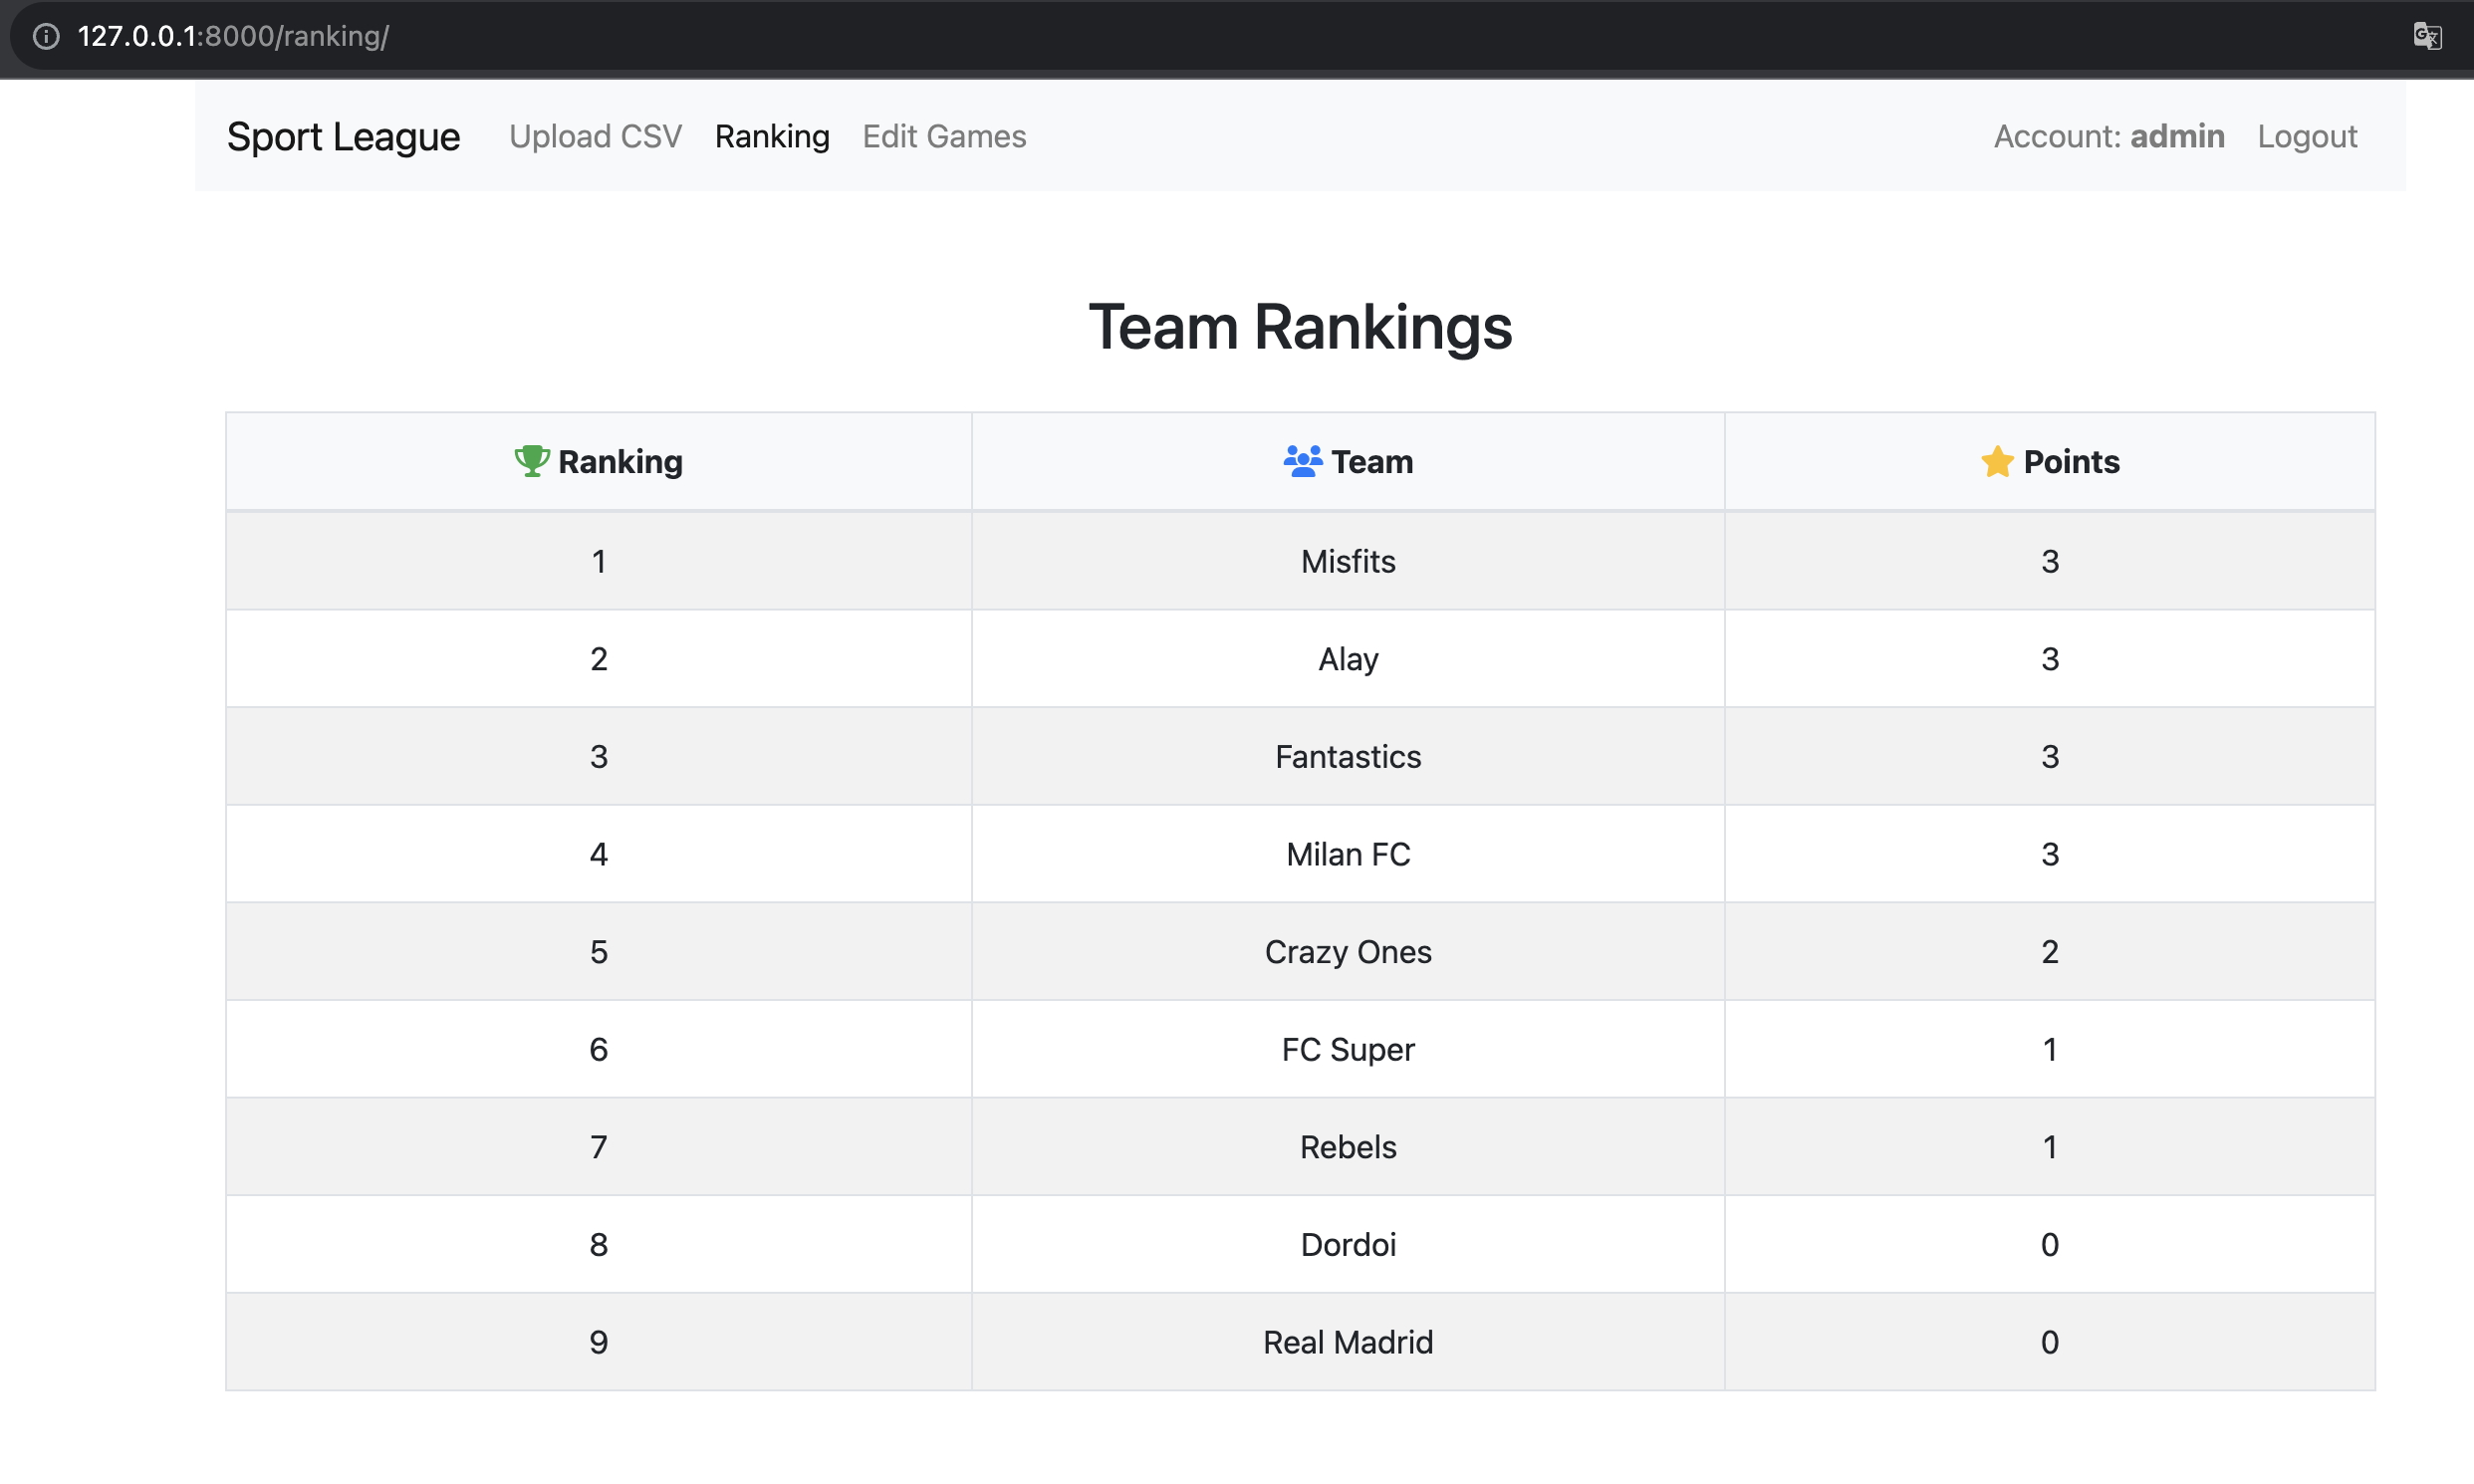 127.0.0.1:8000/ranking/
Sport League Upload CSV Ranking Edit Games Account: admin Logout
Team Rankings
Ranking Team Points
1 Misfits 3
2 Alay 3
3 Fantastics 3
4 Milan FC 3
5 Crazy Ones 2
6 FC Super 1
7 Rebels 1
8 Dordoi 0
9 Real Madrid 0